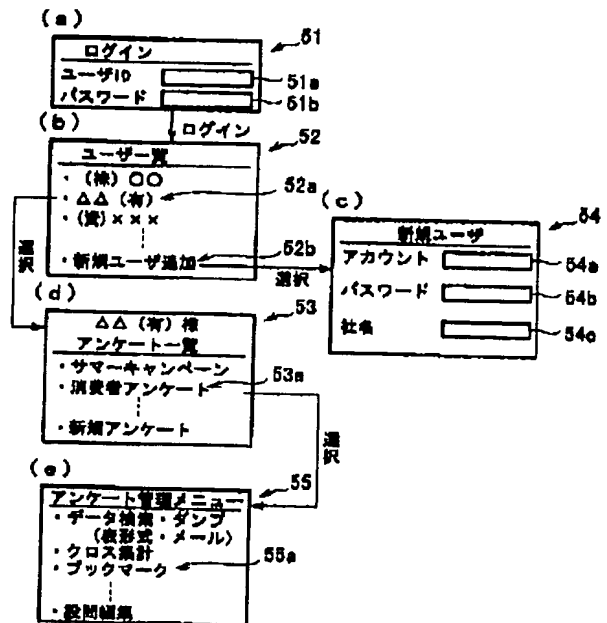 (a)
51
ログイン
ユーザID
51a
パスワード
51b
ログイン
(b)
52
ユーザ一覧
・(株)○○
・△△(有)
52a
・(資)×××
・新規ユーザ追加
52b
選択
選択
(c)
54
新規ユーザ
アカウント
54a
パスワード
54b
社名
54c
(d)
53
△△(有)様
アンケート一覧
・サマーキャンペーン
・消費者アンケート
53a
・新規アンケート
選択
(e)
55
アンケート管理メニュー
・データ検索・ダンプ
(表形式・メール)
・クロス集計
・ブックマーク
55a
・設問編集